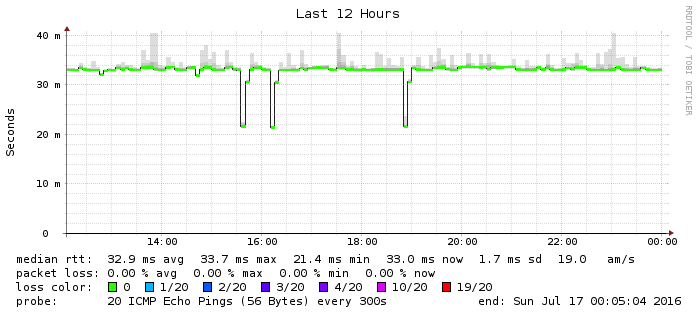 Last 12 Hours
RRDTOOL / TOBI OETIKER
Seconds
40 m
30 m
20 m
10 m
0
14:00 16:00 18:00 20:00 22:00 00:00
median rtt: 32.9 ms avg 33.7 ms max 21.4 ms min 33.0 ms now 1.7 ms sd 19.0 am/s
packet loss: 0.00 % avg 0.00 % max 0.00 % min 0.00 % now
loss color: 0 1/20 2/20 3/20 4/20 10/20 19/20
probe: 20 ICMP Echo Pings (56 Bytes) every 300s end: Sun Jul 17 00:05:04 2016